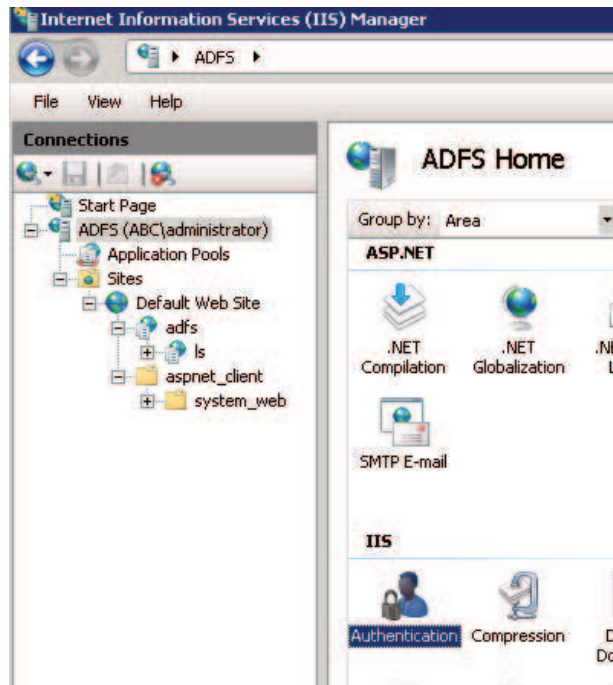 Internet Information Services (IIS) Manager
ADFS
File View Help
Connections
Start Page
ADFS (ABC\administrator)
Application Pools
Sites
Default Web Site
adfs
ls
aspnet_client
system_web
ADFS Home
Group by: Area
ASP.NET
.NET Compilation
.NET Globalization
SMTP E-mail
IIS
Authentication
Compression